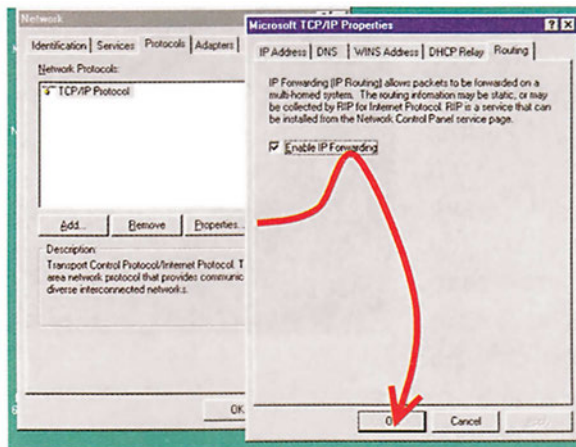 Network
Identification
Services
Protocols
Adapters
Network Protocols:
TCP/IP Protocol
Add...
Remove
Properties...
Description:
Transport Control Protocol/Internet Protocol. T
area network protocol that provides communic
diverse interconnected networks.
OK
Microsoft TCP/IP Properties
IP Address
DNS
WINS Address
DHCP Relay
Routing
IP Forwarding (IP Routing) allows packets to be forwarded on a
multi-homed system. The routing infomation may be static, or may
be collected by RIP for Internet Protocol. RIP is a service that can
be installed from the Network Control Panel service page.
Enable IP Forwarding
Cancel